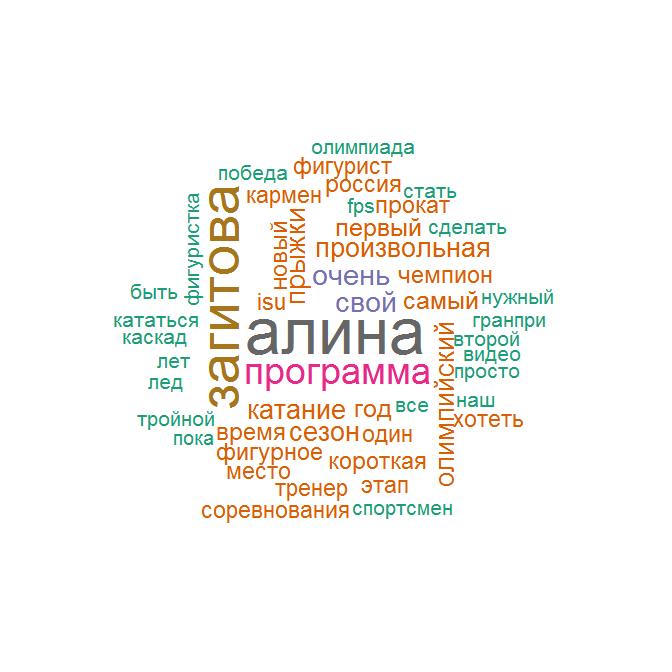 олимпиада
победа
фигурист
кармен
россия
стать
фигуристка
загитова
новый
прыжки
fps
прокат
первый
сделать
произвольная
очень
чемпион
быть
isu
свой
самый
нужный
кататься
алина
гранпри
каскад
олимпийский
второй
видео
лет
программа
просто
лед
катание
год
все
наш
тройной
хотеть
пока
время
сезон
один
фигурное
короткая
место
тренер
этап
соревнования
спортсмен